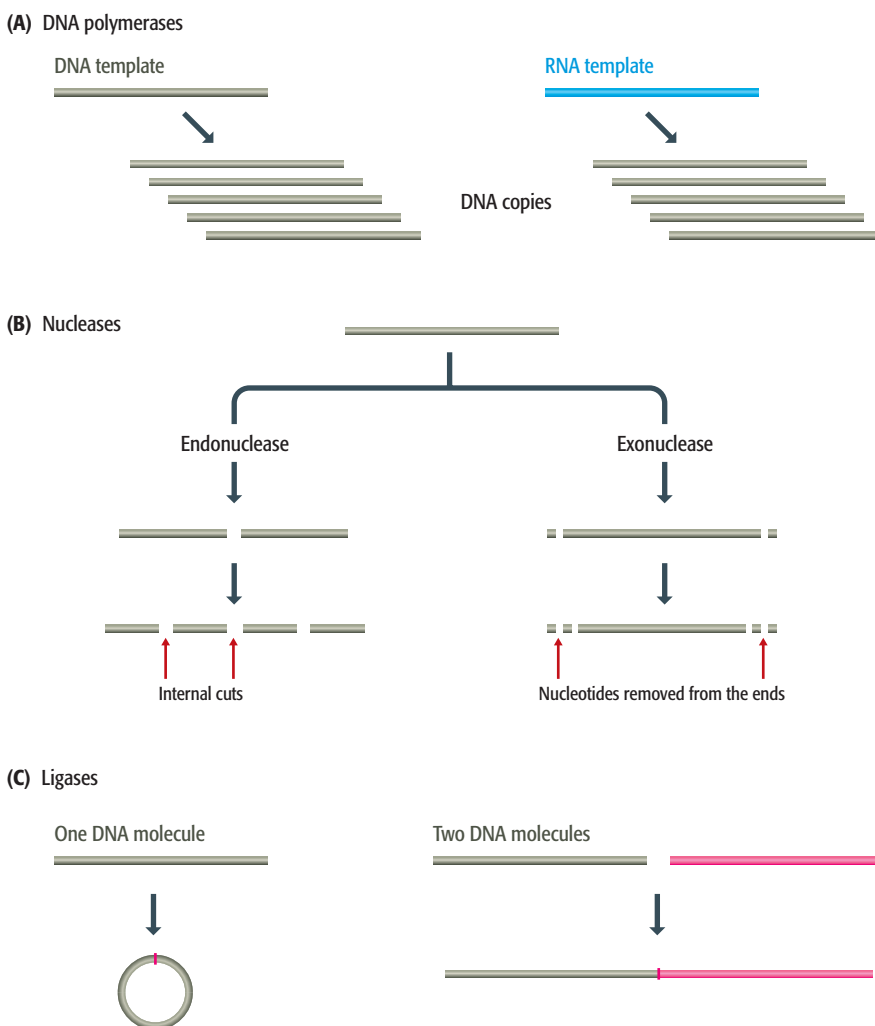 (A) DNA polymerases
DNA template
RNA template
DNA copies
(B) Nucleases
Endonuclease
Exonuclease
Internal cuts
Nucleotides removed from the ends
(C) Ligases
One DNA molecule
Two DNA molecules